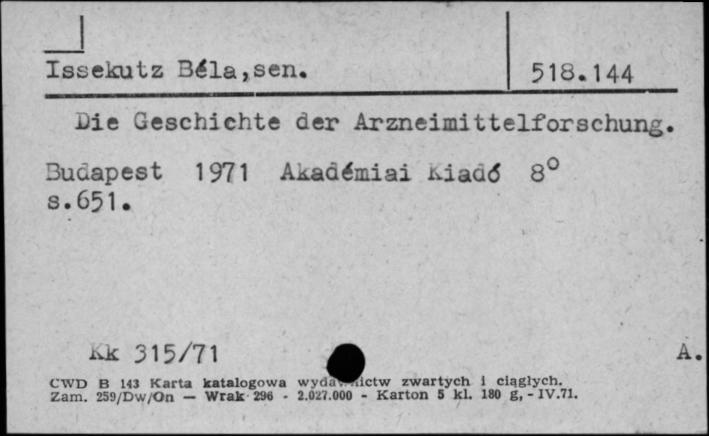 Issekutz Béla,sen.
518.144
Die Geschichte der Arzneimittelforschung.
Budapest 1971 Akadémiai Kiadó 8°
s.651.
Kk 315/71
A.
CWD B 143 Karta katalogowa wydawnictw zwartych i ciągłych.
Zam. 259/Dw/On — Wrak 296 - 2.027.000 - Karton 5 kl. 180 g, - IV.71.